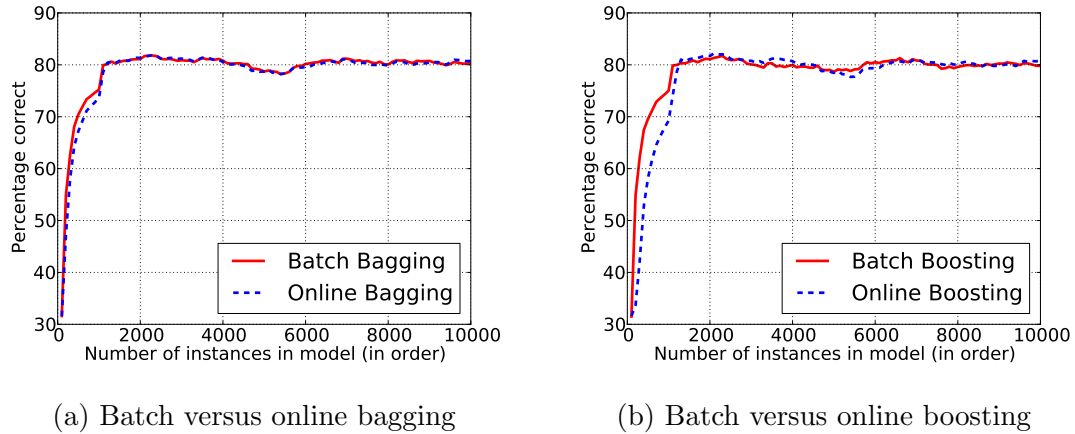 90
80
70
60
50
40
30
Percentage correct
Batch Bagging
Online Bagging
0 2000 4000 6000 8000 10000
Number of instances in model (in order)
(a) Batch versus online bagging
90
80
70
60
50
40
30
Percentage correct
Batch Boosting
Online Boosting
0 2000 4000 6000 8000 10000
Number of instances in model (in order)
(b) Batch versus online boosting